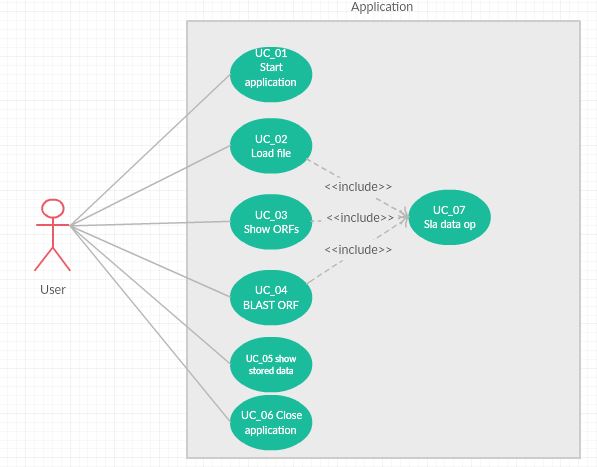 Application
UC_01
Start
application
UC_02
Load file
<<include>>
UC_03
Show ORFs
<<include>>
UC_07
Sla data op
<<include>>
User
UC_04
BLAST ORF
UC_05 show
stored data
UC_06 Close
application